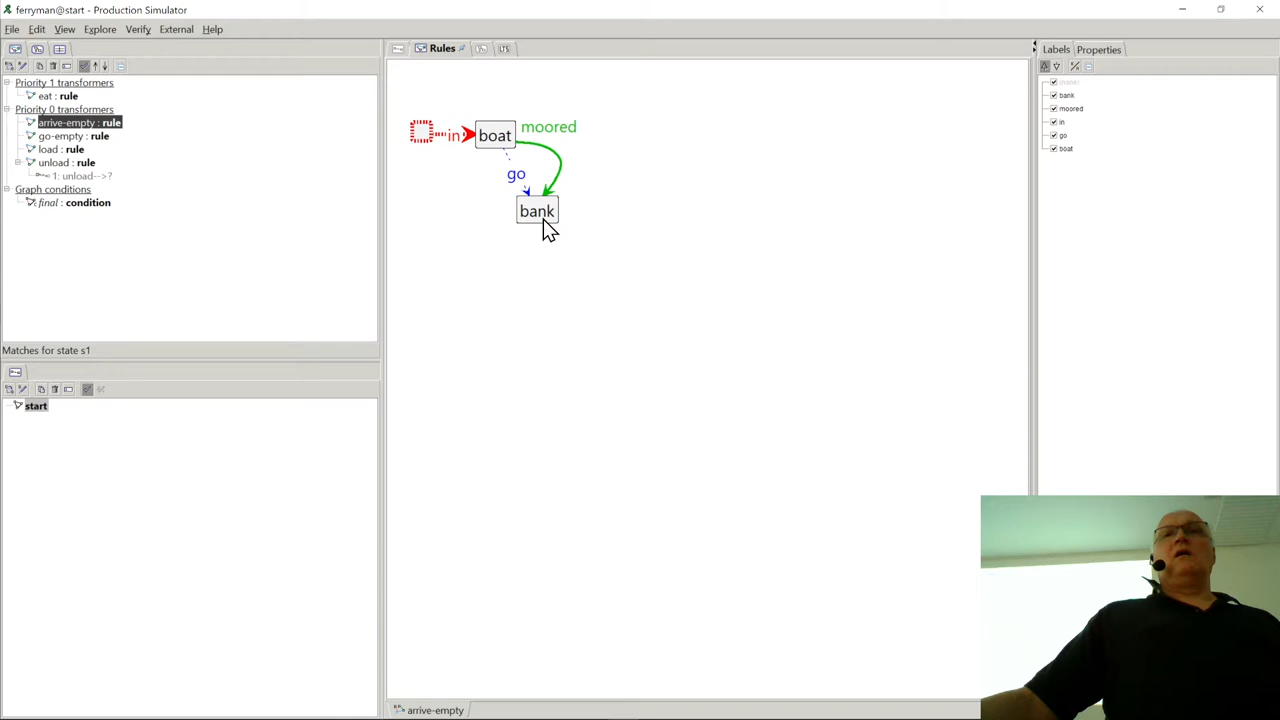 ferryman@start - Production Simulator
File Edit View Explore Verify External Help
Priority 1 transformers
eat : rule
Priority 0 transformers
arrive-empty : rule
go-empty : rule
load : rule
unload : rule
1: unload-->?
Graph conditions
final : condition
Matches for state s1
start
Rules
LTS
in
boat
moored
go
bank
arrive-empty
Labels Properties
bank
moored
in
go
boat